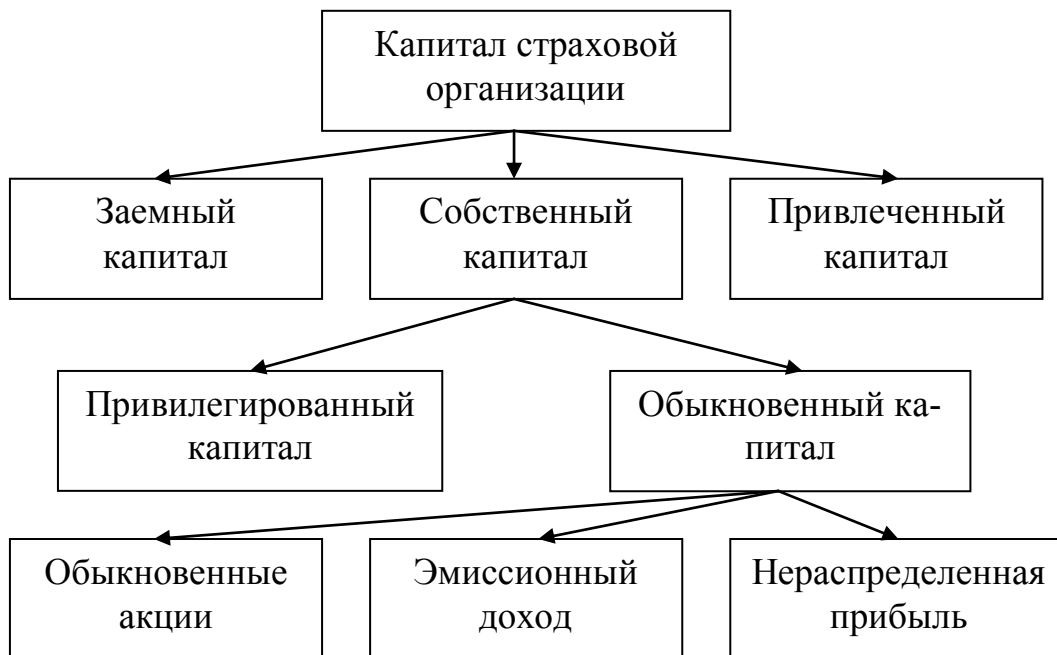 Капитал страховой
организации
Заемный
капитал
Собственный
капитал
Привлеченный
капитал
Привилегированный
капитал
Обыкновенный ка-
питал
Обыкновенные
акции
Эмиссионный
доход
Нераспределенная
прибыль